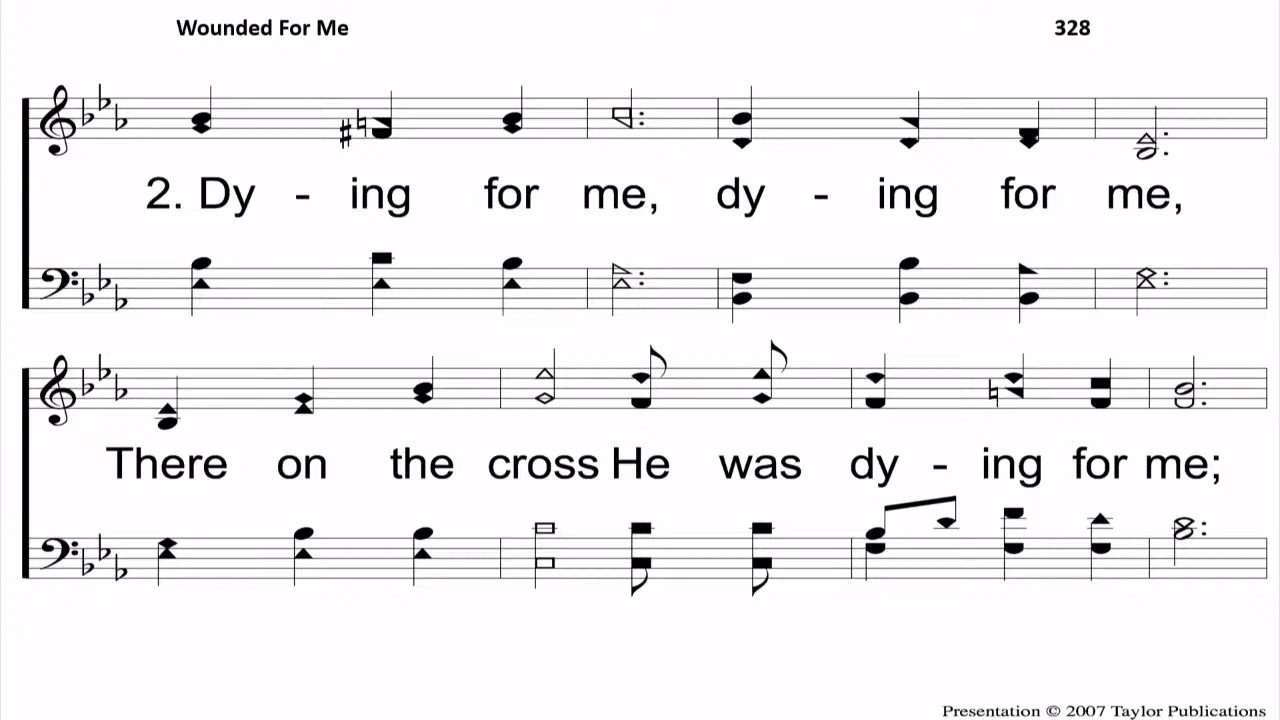 Wounded For Me 328
2. Dy - ing for me, dy - ing for me,
There on the cross He was dy - ing for me;
Presentation © 2007 Taylor Publications